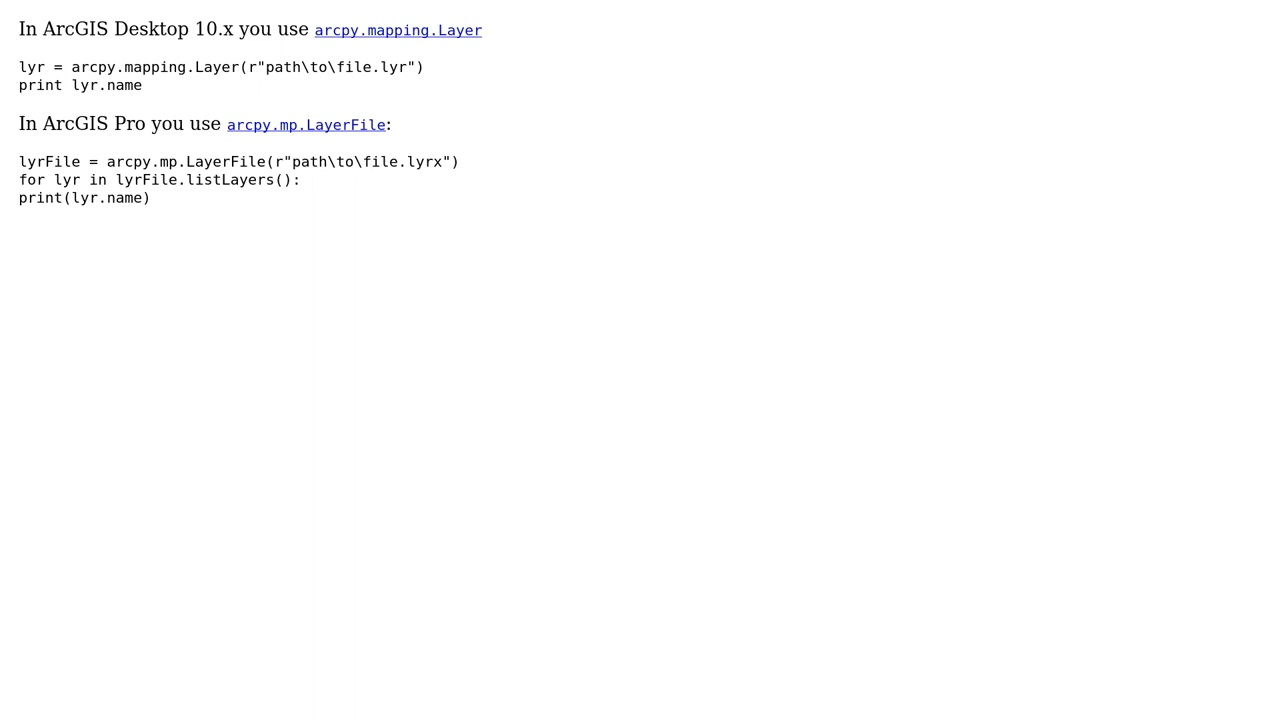 In ArcGIS Desktop 10.x you use arcpy.mapping.Layer
lyr = arcpy.mapping.Layer(r"path\to\file.lyr")
print lyr.name
In ArcGIS Pro you use arcpy.mp.LayerFile:
lyrFile = arcpy.mp.LayerFile(r"path\to\file.lyrx")
for lyr in lyrFile.listLayers():
print(lyr.name)